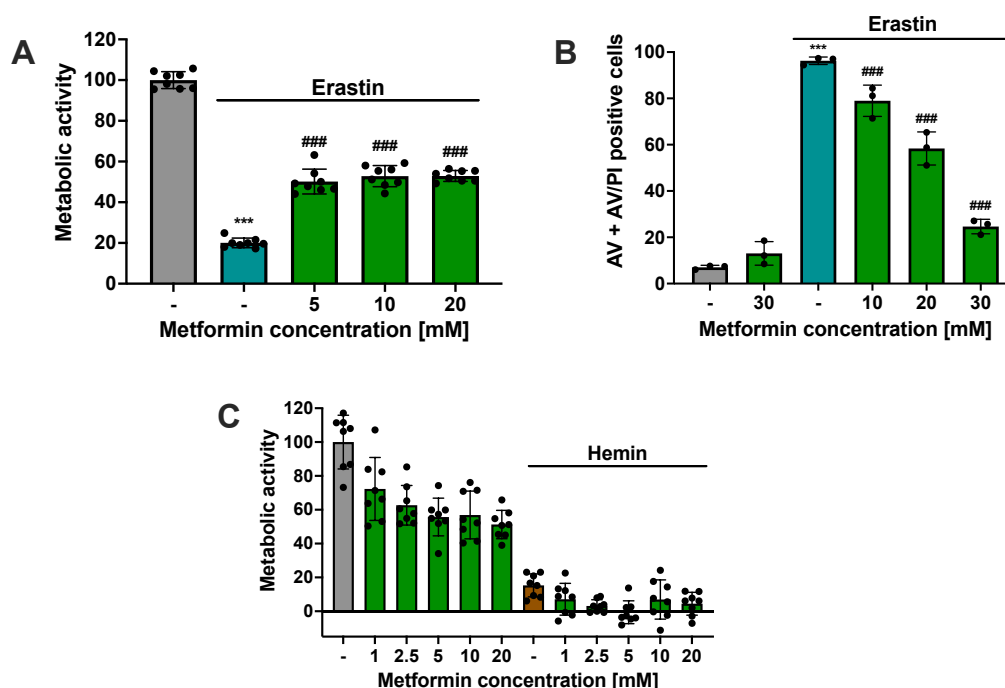 A
Metabolic activity
120
100
80
60
40
20
0
Erastin
***
###
###
###
- - 5 10 20
Metformin concentration [mM]
B
AV + AV/PI positive cells
100
80
60
40
20
0
Erastin
***
###
###
###
- 30 - 10 20 30
Metformin concentration [mM]
C
Metabolic activity
120
100
80
60
40
20
0
Hemin
- 1 2.5 5 10 20 - 1 2.5 5 10 20
Metformin concentration [mM]